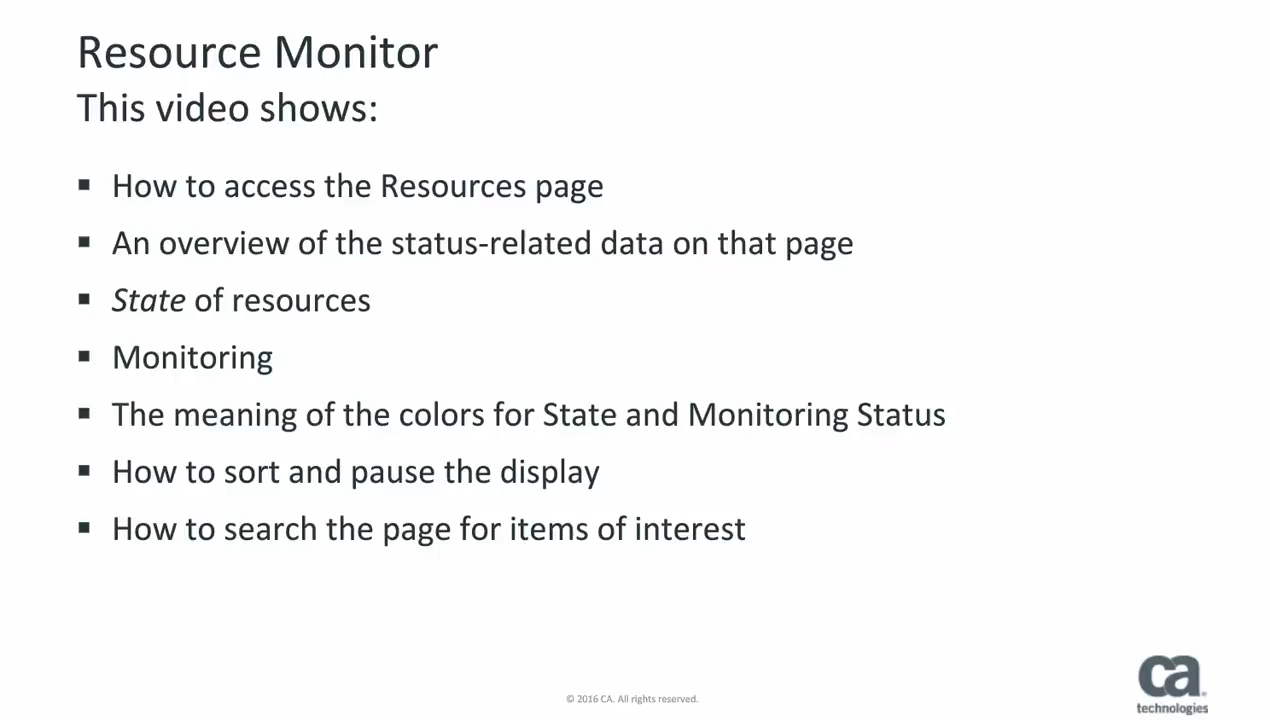 Resource Monitor
This video shows:
▪ How to access the Resources page
▪ An overview of the status-related data on that page
▪ State of resources
▪ Monitoring
▪ The meaning of the colors for State and Monitoring Status
▪ How to sort and pause the display
▪ How to search the page for items of interest
© 2016 CA. All rights reserved.
ca
technologies